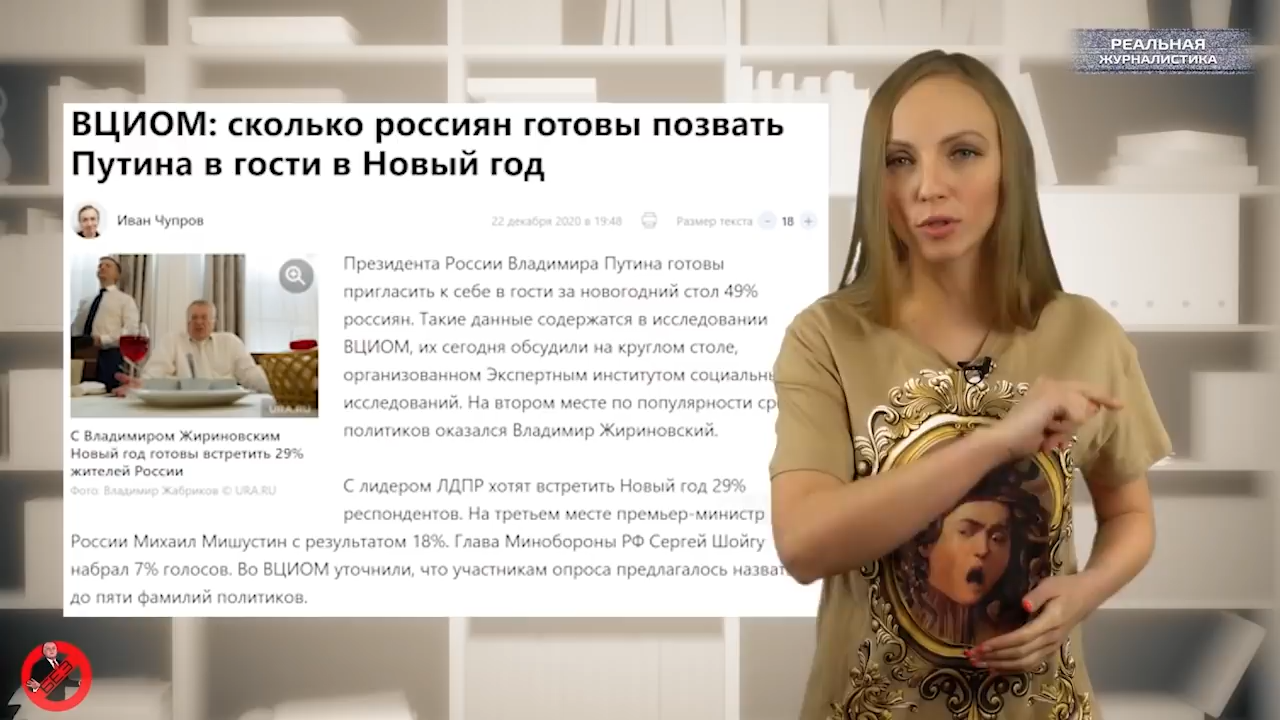 РЕАЛЬНАЯ
ЖУРНАЛИСТИКА
ВЦИОМ: сколько россиян готовы позвать
Путина в гости в Новый год
Иван Чупров
22 декабря 2020 в 19:48
Размер текста - 18 +
Президента России Владимира Путина готовы
пригласить к себе в гости за новогодний стол 49%
россиян. Такие данные содержатся в исследовании
ВЦИОМ, их сегодня обсудили на круглом столе,
организованном Экспертным институтом социальнь
исследований. На втором месте по популярности ср
политиков оказался Владимир Жириновский.
URA.RU
С Владимиром Жириновским
Новый год готовы встретить 29%
жителей России
Фото: Владимир Жабриков © URA.RU
С лидером ЛДПР хотят встретить Новый год 29%
респондентов. На третьем месте премьер-министр
России Михаил Мишустин с результатом 18%. Глава Минобороны РФ Сергей Шойгу
набрал 7% голосов. Во ВЦИОМ уточнили, что участникам опроса предлагалось назват
до пяти фамилий политиков.
БЕЗ